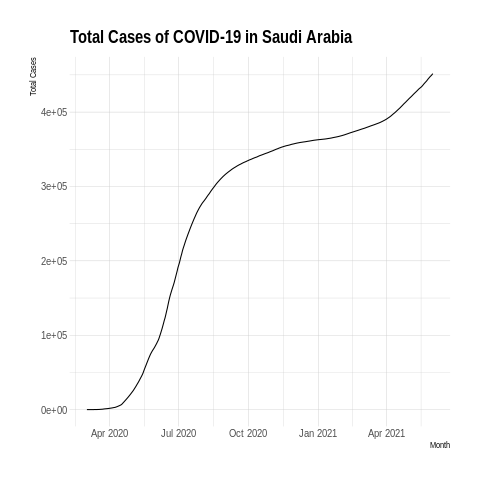 Total Cases of COVID-19 in Saudi Arabia
Total Cases
4e+05
3e+05
2e+05
1e+05
0e+00
Apr 2020 Jul 2020 Oct 2020 Jan 2021 Apr 2021
Month